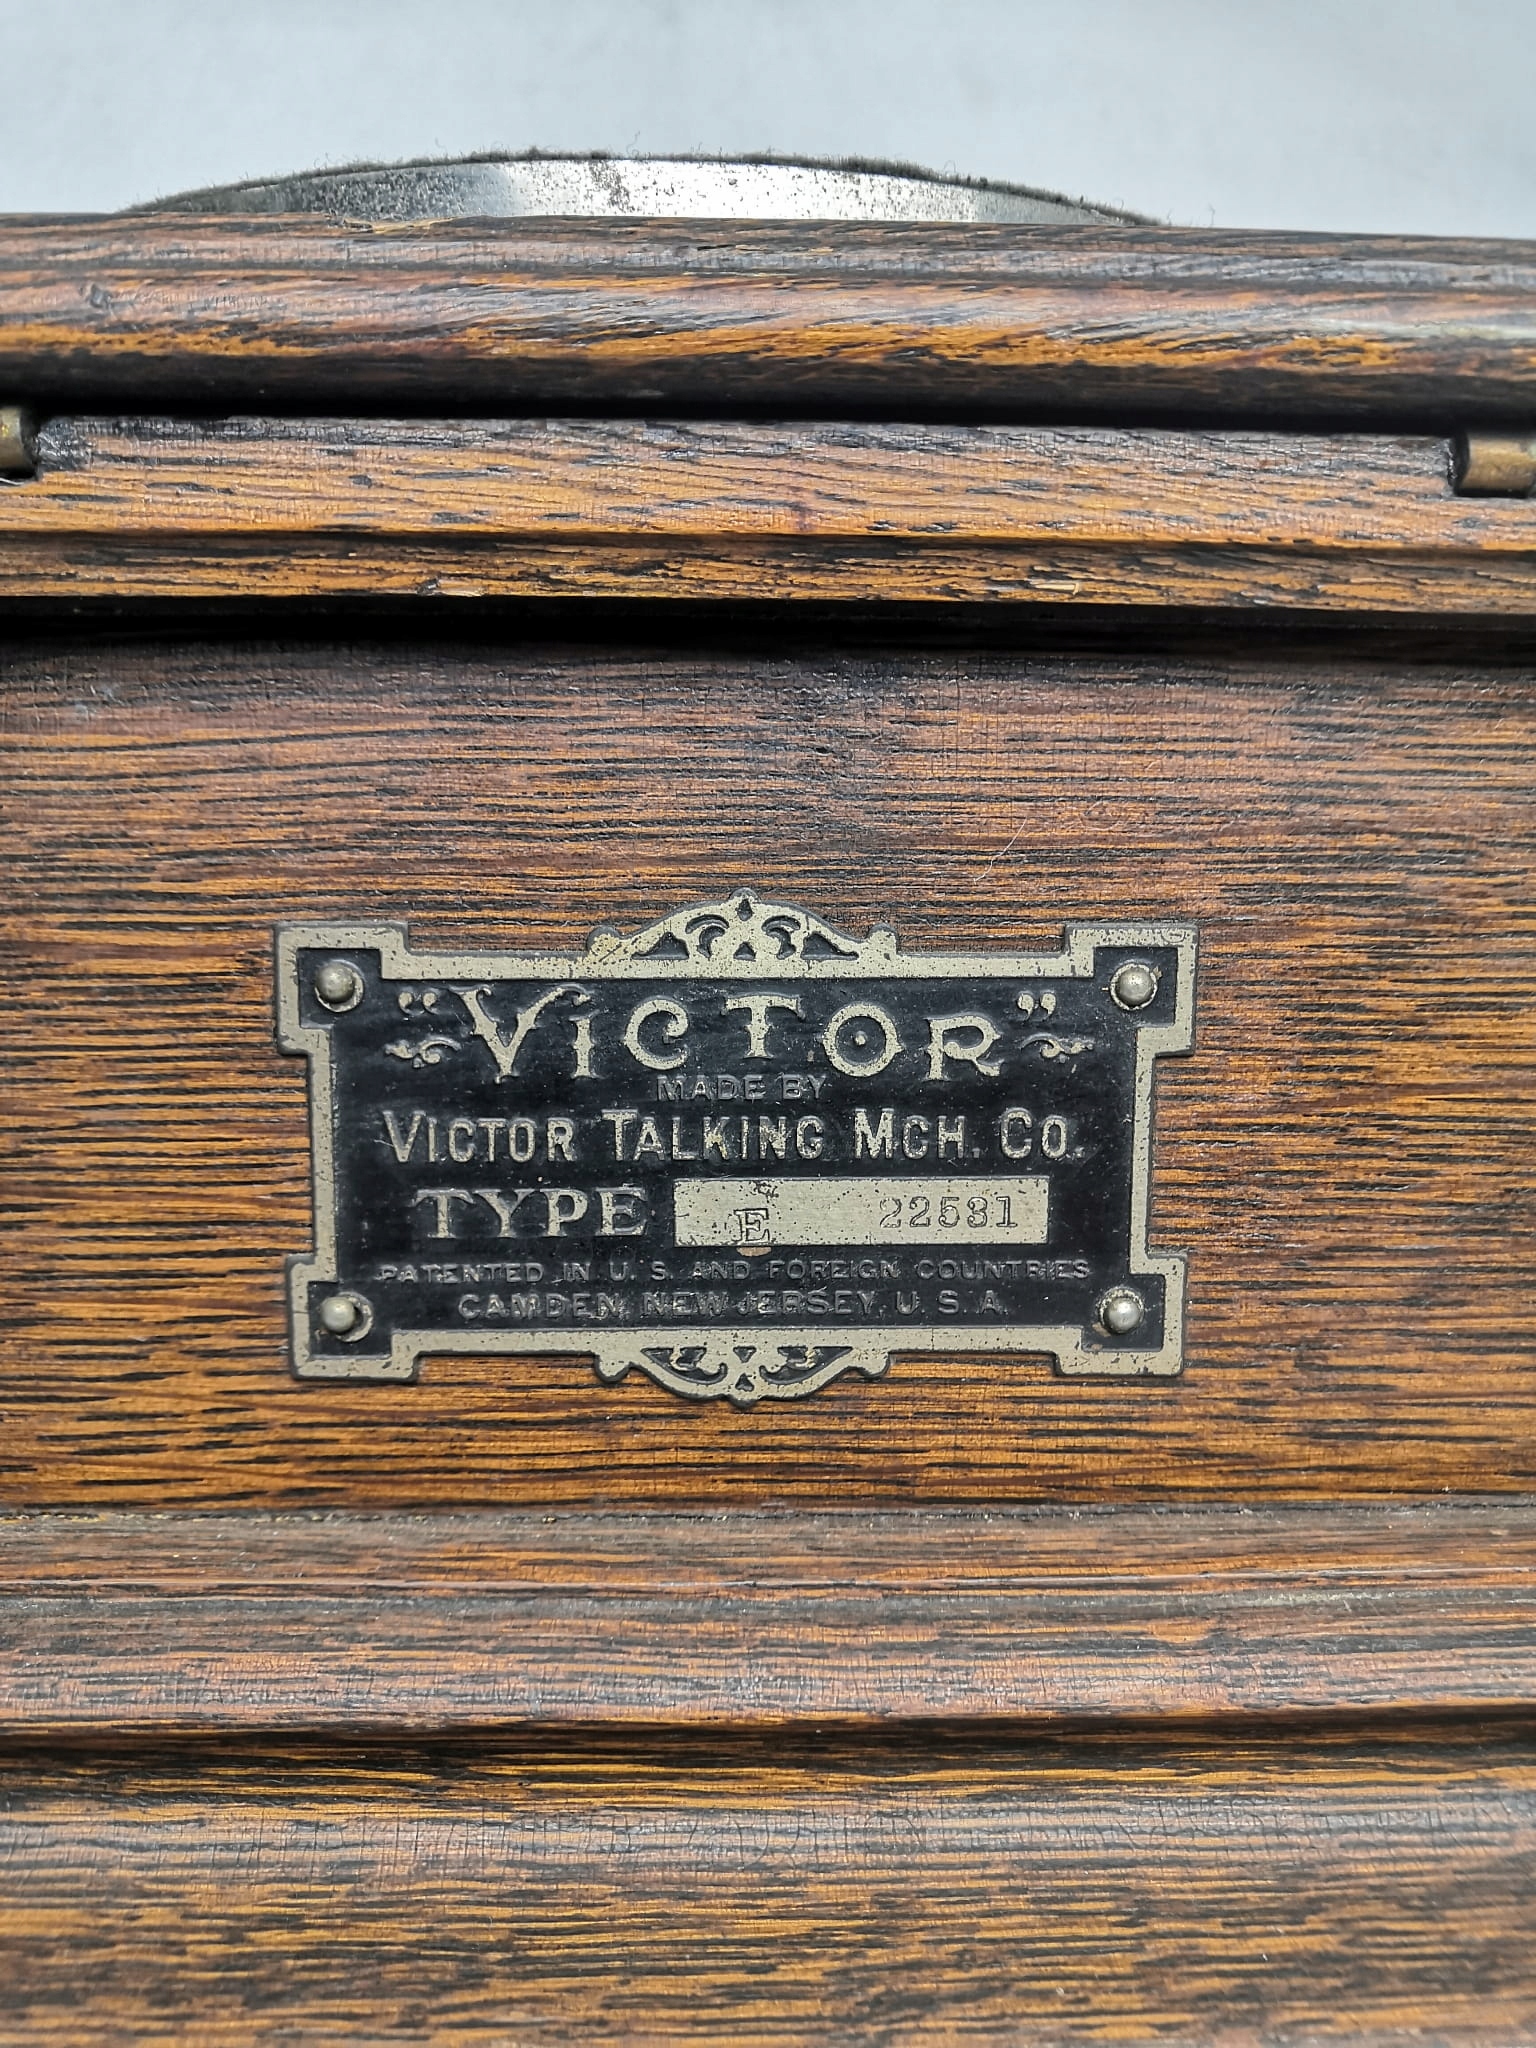 "VICTOR"
MADE BY
VICTOR TALKING MCH. CO.
TYPE E 22531
PATENTED IN U. S. AND FOREIGN COUNTRIES
CAMDEN, NEW JERSEY, U. S. A.